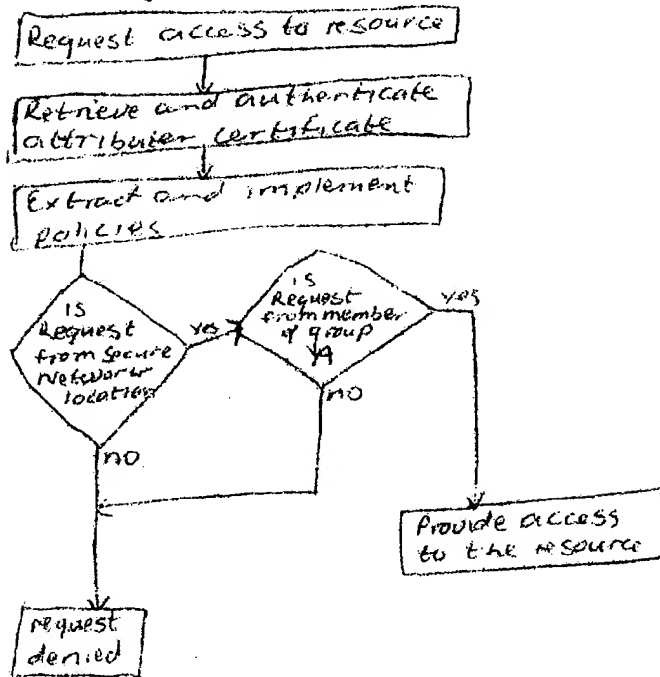 Request access to resource
Retrieve and authenticate
attributer certificate
Extract and implement
policies
is
Request
from secure
Network
location
yes
is
Request
from member
of group
A
yes
no
no
Provide access
to the resource
request
denied